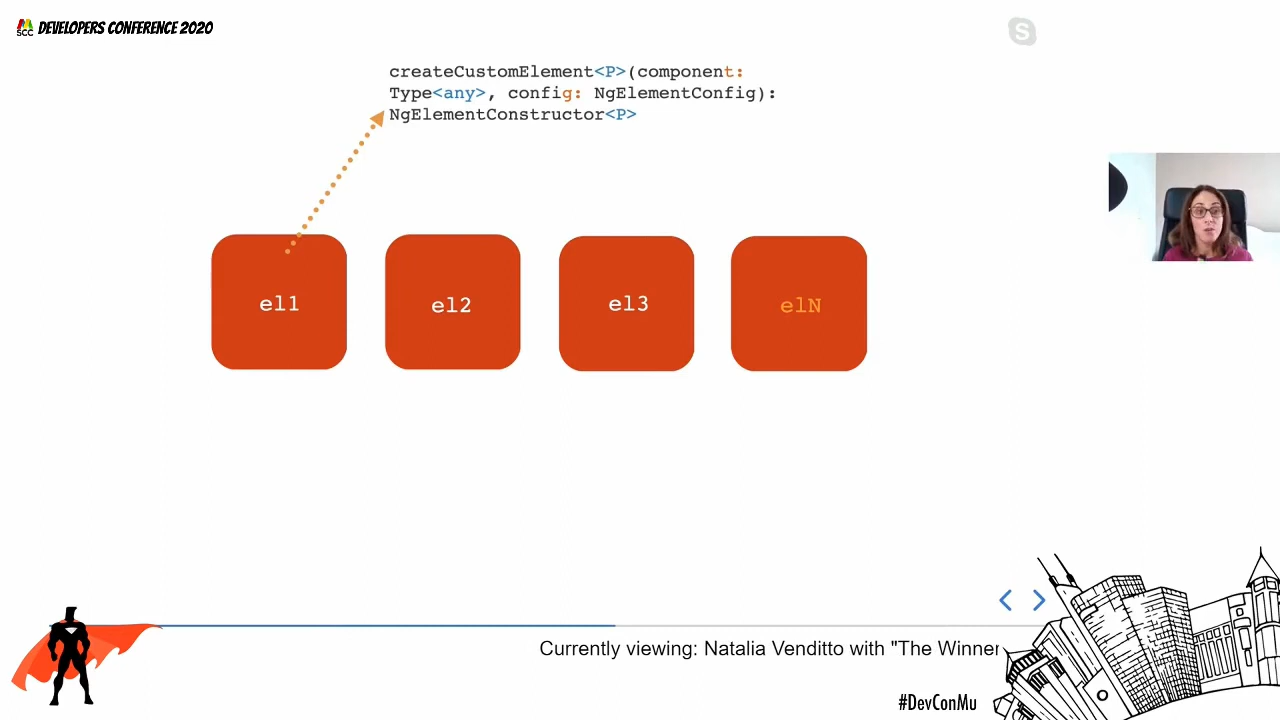 SCC DEVELOPERS CONFERENCE 2020
S
createCustomElement<P>(component:
Type<any>, config: NgElementConfig):
NgElementConstructor<P>
el1
el2
el3
elN
Currently viewing: Natalia Venditto with "The Winner
#DevConMu